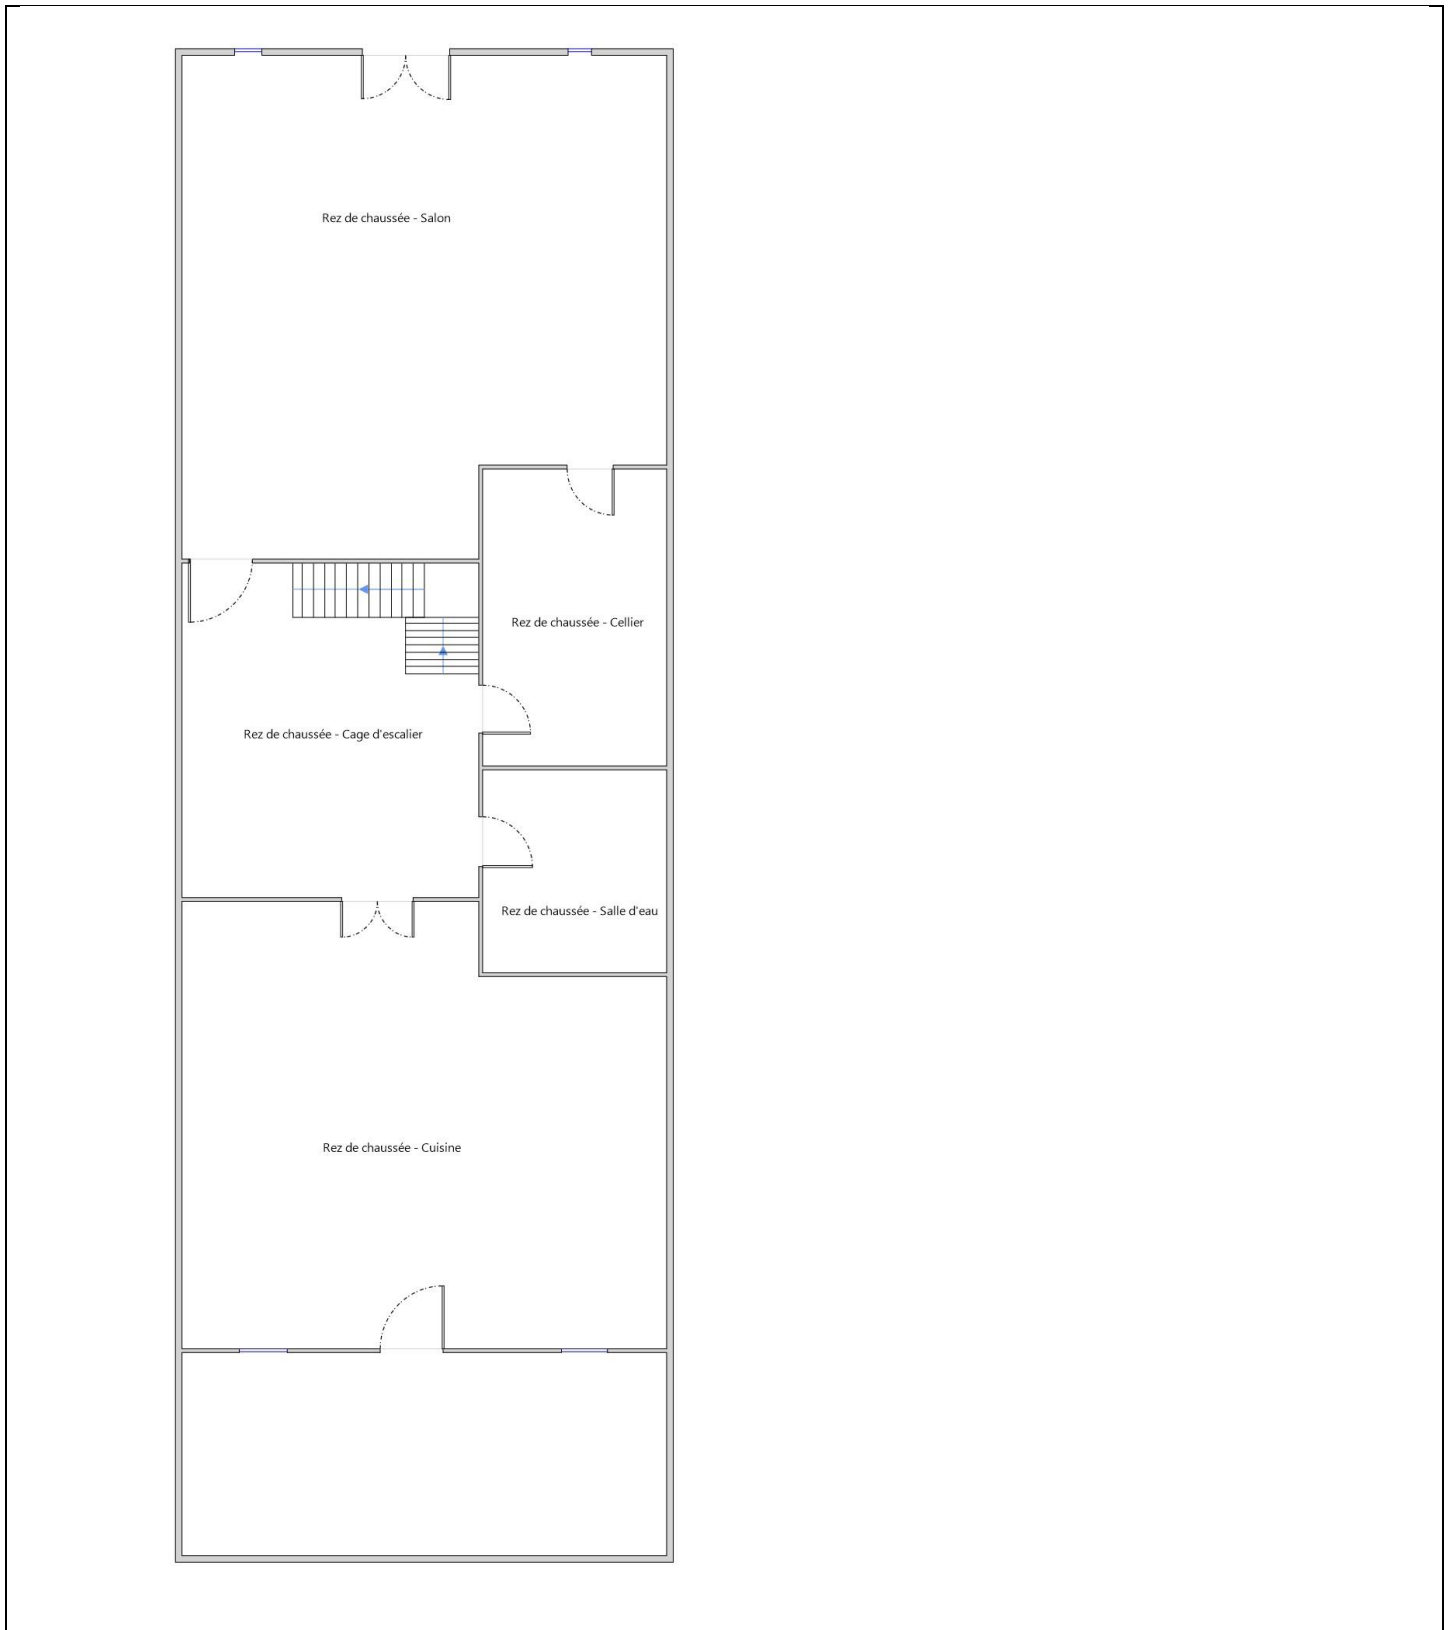 Rez de chaussée - Salon
Rez de chaussée - Cellier
Rez de chaussée - Cage d'escalier
Rez de chaussée - Salle d'eau
Rez de chaussée - Cuisine